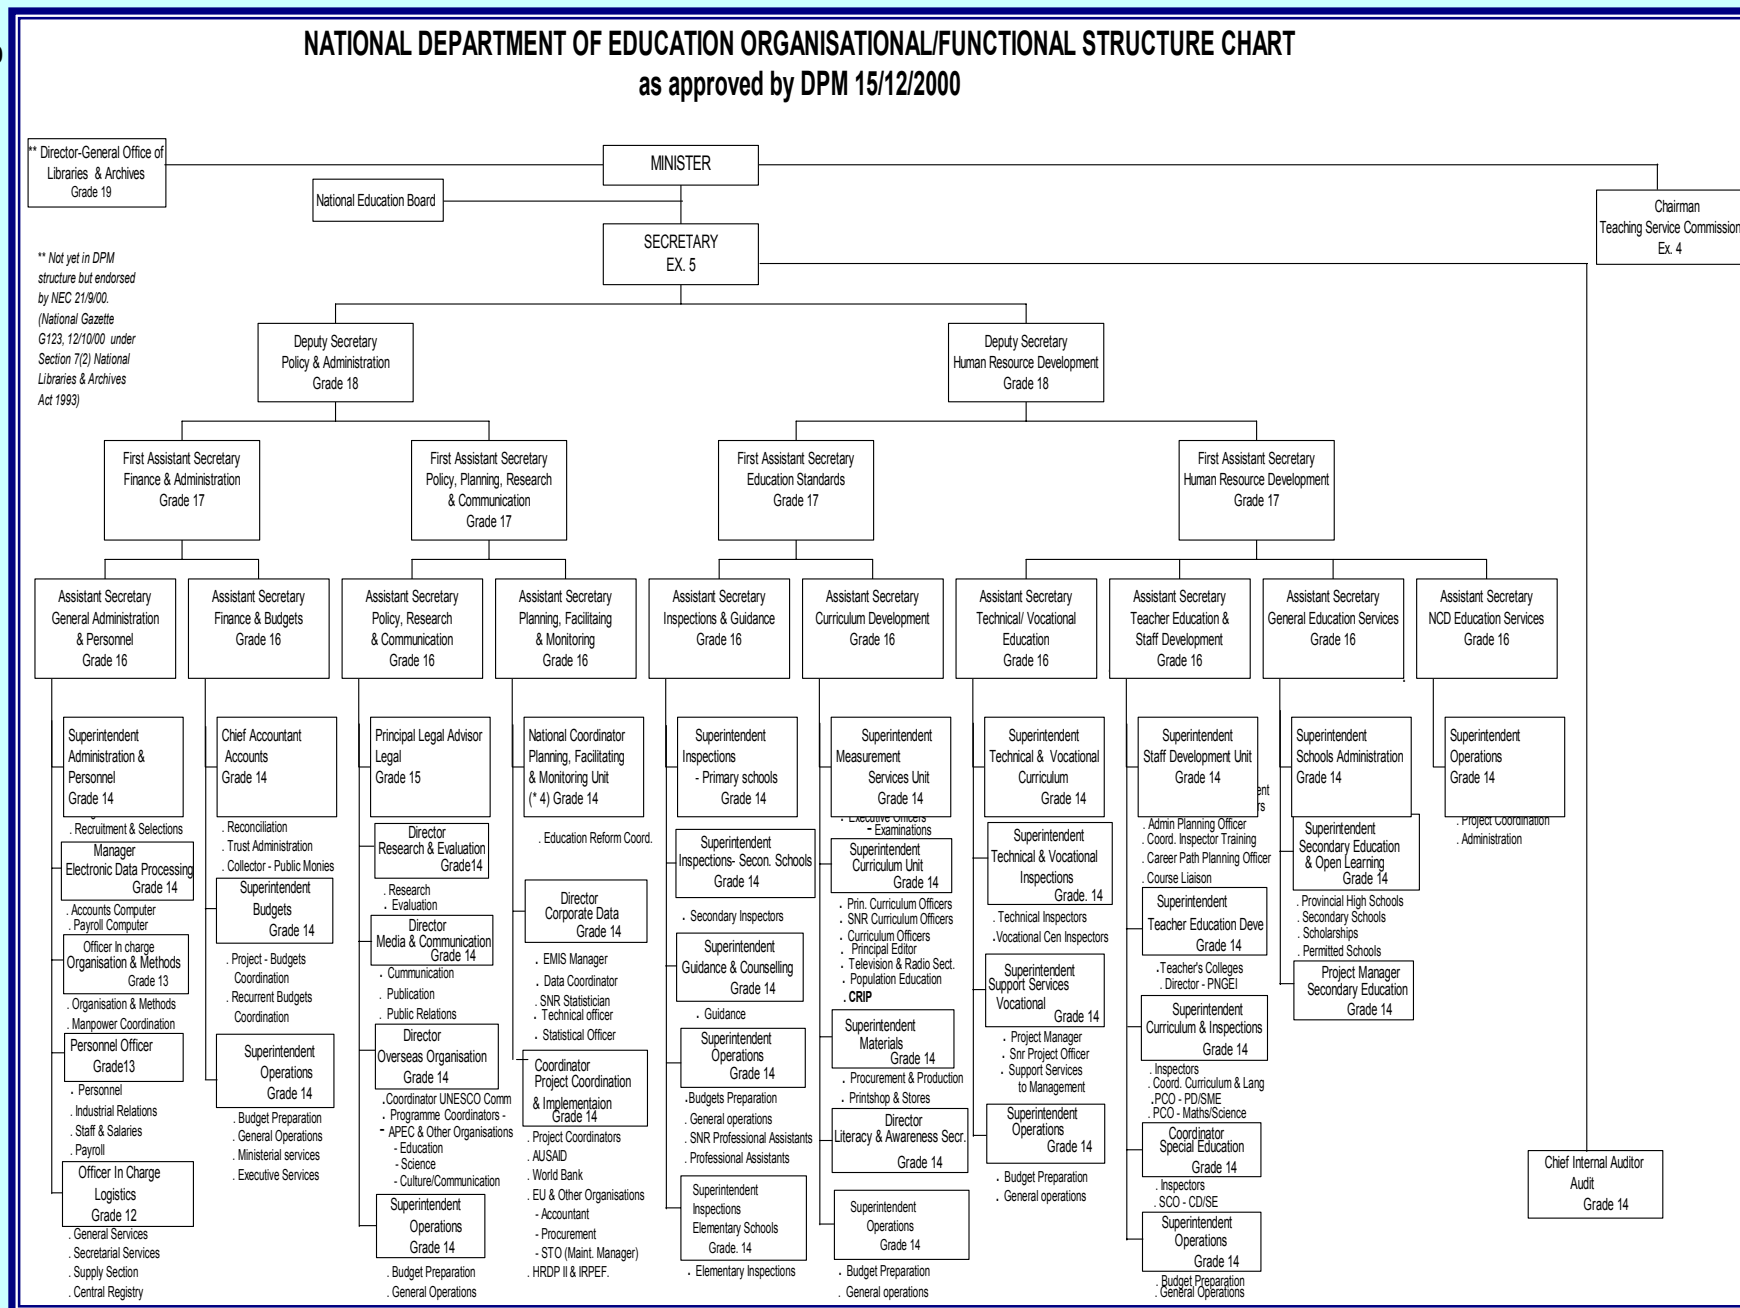 NATIONAL DEPARTMENT OF EDUCATION ORGANISATIONAL/FUNCTIONAL STRUCTURE CHART
as approved by DPM 15/12/2000
** Director-General Office of
Libraries & Archives
Grade 19
MINISTER
National Education Board
Chairman
Teaching Service Commission
Ex. 4
SECRETARY
EX. 5
** Not yet in DPM
structure but endorsed
by NEC 21/9/00.
(National Gazette
G123, 12/10/00 under
Section 7(2) National
Libraries & Archives
Act 1993)
Deputy Secretary
Policy & Administration
Grade 18
Deputy Secretary
Human Resource Development
Grade 18
First Assistant Secretary
Finance & Administration
Grade 17
First Assistant Secretary
Policy, Planning, Research
& Communication
Grade 17
First Assistant Secretary
Education Standards
Grade 17
First Assistant Secretary
Human Resource Development
Grade 17
Assistant Secretary
General Administration
& Personnel
Grade 16
Assistant Secretary
Finance & Budgets
Grade 16
Assistant Secretary
Policy, Research
& Communication
Grade 16
Assistant Secretary
Planning, Facilitaing
& Monitoring
Grade 16
Assistant Secretary
Inspections & Guidance
Grade 16
Assistant Secretary
Curriculum Development
Grade 16
Assistant Secretary
Technical/ Vocational
Education
Grade 16
Assistant Secretary
Teacher Education &
Staff Development
Grade 16
Assistant Secretary
General Education Services
Grade 16
Assistant Secretary
NCD Education Services
Grade 16
Superintendent
Administration &
Personnel
Grade 14
. Recruitment & Selections
Manager
Electronic Data Processing
Grade 14
. Accounts Computer
. Payroll Computer
Officer In charge
Organisation & Methods
Grade 13
. Organisation & Methods
. Manpower Coordination
Personnel Officer
Grade13
. Personnel
. Industrial Relations
. Staff & Salaries
. Payroll
Officer In Charge
Logistics
Grade 12
. General Services
. Secretarial Services
. Supply Section
. Central Registry
Chief Accountant
Accounts
Grade 14
. Reconciliation
. Trust Administration
. Collector - Public Monies
Superintendent
Budgets
Grade 14
. Project - Budgets
Coordination
. Recurrent Budgets
Coordination
Superintendent
Operations
Grade 14
. Budget Preparation
. General Operations
. Ministerial services
. Executive Services
Principal Legal Advisor
Legal
Grade 15
Director
Research & Evaluation
Grade14
. Research
. Evaluation
Director
Media & Communication
Grade 14
. Cummunication
. Publication
. Public Relations
Director
Overseas Organisation
Grade 14
.Coordinator UNESCO Comm
. Programme Coordinators -
- APEC & Other Organisations
- Education
- Science
- Culture/Communication
Superintendent
Operations
Grade 14
. Budget Preparation
. General Operations
National Coordinator
Planning, Facilitating
& Monitoring Unit
(* 4) Grade 14
. Education Reform Coord.
Director
Corporate Data
Grade 14
. EMIS Manager
. Data Coordinator
. SNR Statistician
. Technical officer
. Statistical Officer
Coordinator
Project Coordination
& Implementaion
Grade 14
. Project Coordinators
. AUSAID
. World Bank
. EU & Other Organisations
- Accountant
- Procurement
- STO (Maint. Manager)
. HRDP II & IRPEF.
Superintendent
Inspections
- Primary schools
Grade 14
Superintendent
Inspections- Secon. Schools
Grade 14
. Secondary Inspectors
Superintendent
Guidance & Counselling
Grade 14
. Guidance
Superintendent
Operations
Grade 14
.Budgets Preparation
. General operations
. SNR Professional Assistants
. Professional Assistants
Superintendent
Inspections
Elementary Schools
Grade. 14
. Elementary Inspections
Superintendent
Measurement
Services Unit
Grade 14
. Executive Officers
- Examinations
Superintendent
Curriculum Unit
Grade 14
. Prin. Curriculum Officers
. SNR Curriculum Officers
. Curriculum Officers
. Principal Editor
. Television & Radio Sect.
. Population Education
. CRIP
Superintendent
Materials
Grade 14
. Procurement & Production
. Printshop & Stores
Director
Literacy & Awareness Secr.
Grade 14
Superintendent
Operations
Grade 14
. Budget Preparation
. General operations
Superintendent
Technical & Vocational
Curriculum
Grade 14
Superintendent
Technical & Vocational
Inspections
Grade. 14
. Technical Inspectors
.Vocational Cen Inspectors
Superintendent
Support Services
Vocational
Grade 14
. Project Manager
. Snr Project Officer
. Support Services
to Management
Superintendent
Operations
Grade 14
. Budget Preparation
. General operations
Superintendent
Staff Development Unit
Grade 14
. Admin Planning Officer
. Coord. Inspector Training
. Career Path Planning Officer
. Course Liaison
Superintendent
Teacher Education Deve
Grade 14
.Teacher's Colleges
. Director - PNGEI
Superintendent
Curriculum & Inspections
Grade 14
. Inspectors
. Coord. Curriculum & Lang
.PCO - PD/SME
. PCO - Maths/Science
Coordinator
Special Education
Grade 14
. Inspectors
. SCO - CD/SE
Superintendent
Operations
Grade 14
. Budget Preparation
. General Operations
Superintendent
Schools Administration
Grade 14
Superintendent
Secondary Education
& Open Learning
Grade 14
. Provincial High Schools
. Secondary Schools
. Scholarships
. Permitted Schools
Project Manager
Secondary Education
Grade 14
Superintendent
Operations
Grade 14
. Project Coordination
. Administration
Chief Internal Auditor
Audit
Grade 14